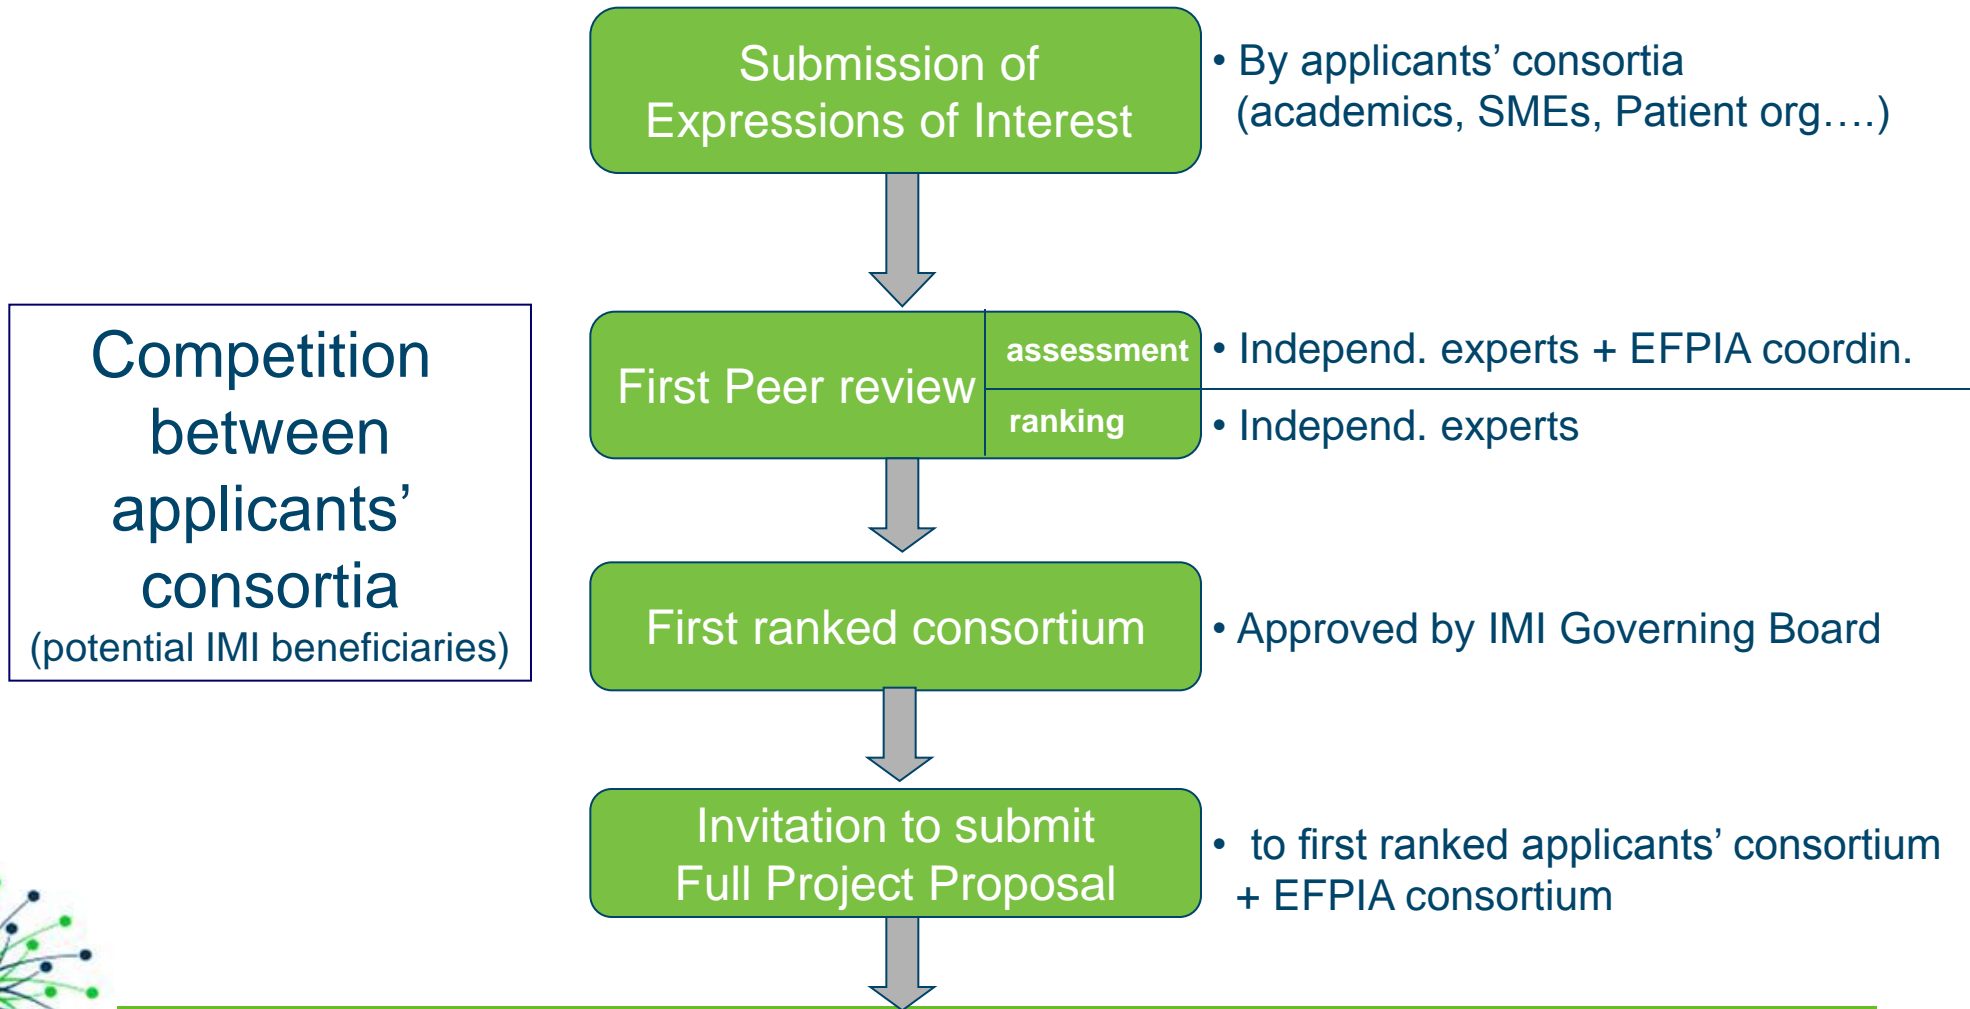 Submission of
Expressions of Interest
• By applicants’ consortia
(academics, SMEs, Patient org….)
Competition
between
applicants’
consortia
(potential IMI beneficiaries)
First Peer review
assessment
• Independ. experts + EFPIA coordin.
ranking
• Independ. experts
First ranked consortium
• Approved by IMI Governing Board
Invitation to submit
Full Project Proposal
• to first ranked applicants’ consortium
+ EFPIA consortium